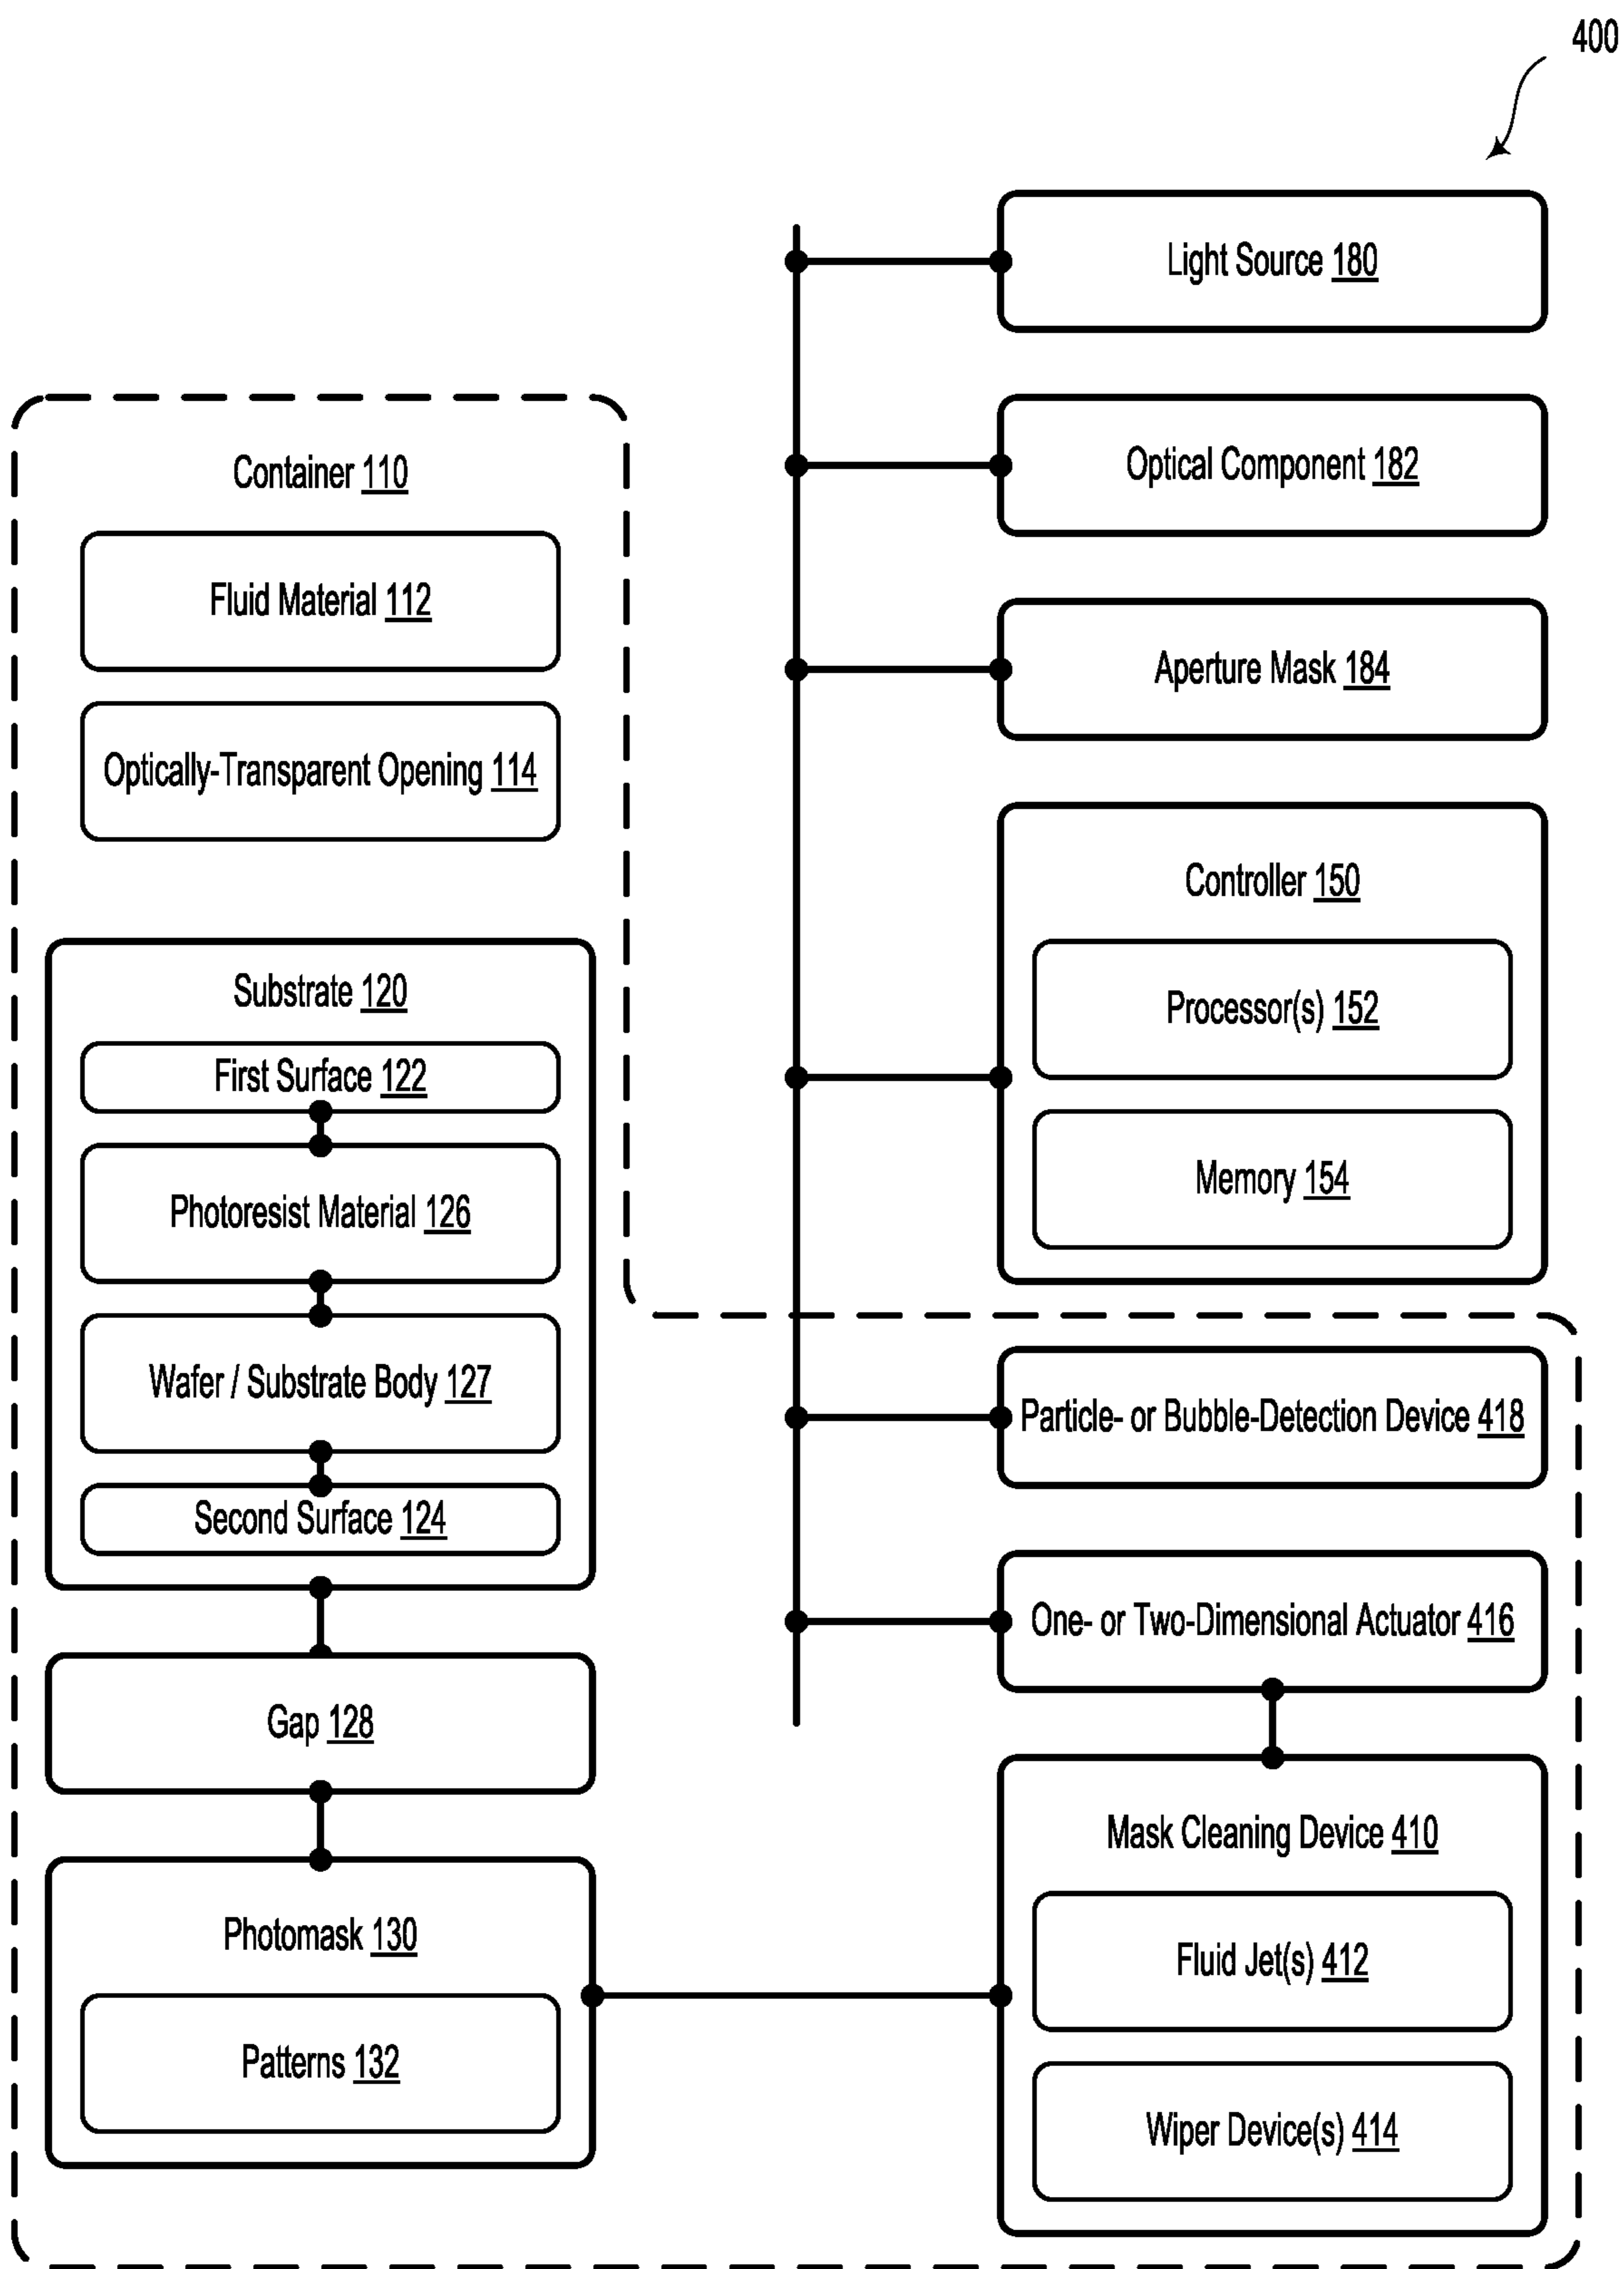 400
Light Source 180
Optical Component 182
Aperture Mask 184
Controller 150
Processor(s) 152
Memory 154
Container 110
Fluid Material 112
Optically-Transparent Opening 114
Substrate 120
First Surface 122
Photoresist Material 126
Wafer / Substrate Body 127
Second Surface 124
Gap 128
Photomask 130
Patterns 132
Particle- or Bubble-Detection Device 418
One- or Two-Dimensional Actuator 416
Mask Cleaning Device 410
Fluid Jet(s) 412
Wiper Device(s) 414